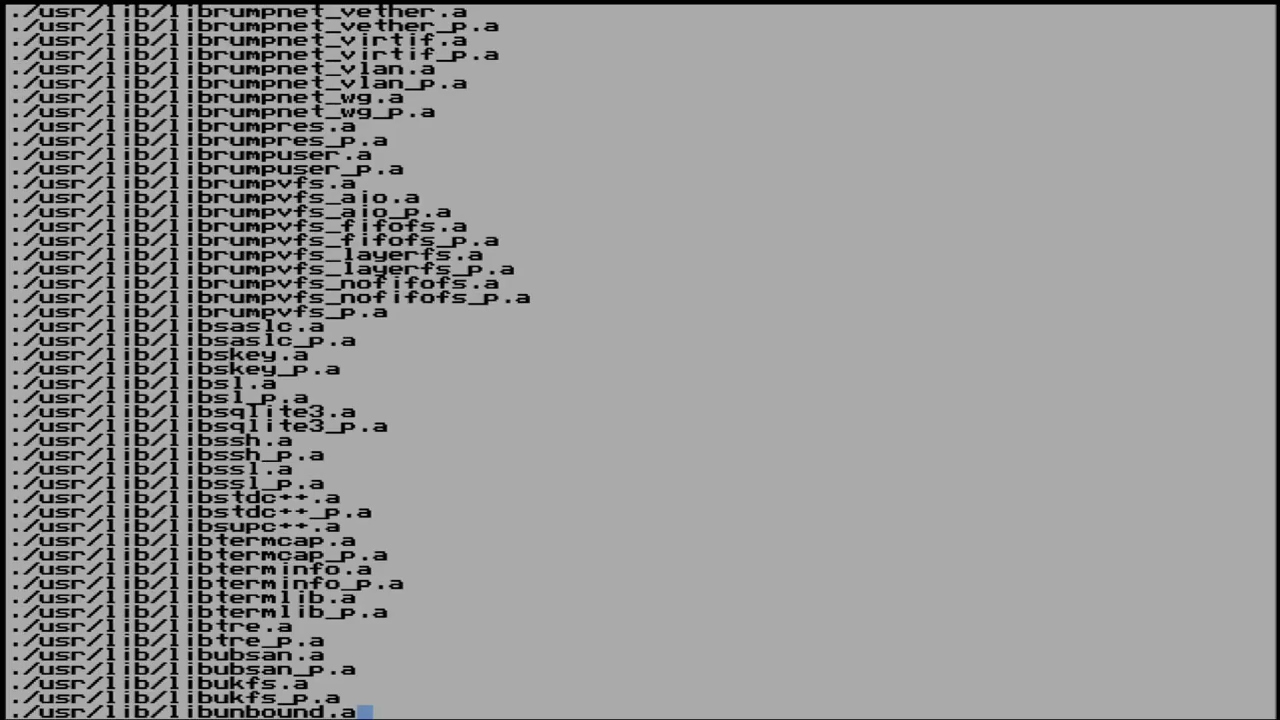 ./usr/lib/librumpnet_vether.a
./usr/lib/librumpnet_vether_p.a
./usr/lib/librumpnet_virtif.a
./usr/lib/librumpnet_virtif_p.a
./usr/lib/librumpnet_vlan.a
./usr/lib/librumpnet_vlan_p.a
./usr/lib/librumpnet_wg.a
./usr/lib/librumpnet_wg_p.a
./usr/lib/librumpres.a
./usr/lib/librumpres_p.a
./usr/lib/librumpuser.a
./usr/lib/librumpuser_p.a
./usr/lib/librumpvfs.a
./usr/lib/librumpvfs_aio.a
./usr/lib/librumpvfs_aio_p.a
./usr/lib/librumpvfs_fifofs.a
./usr/lib/librumpvfs_fifofs_p.a
./usr/lib/librumpvfs_layerfs.a
./usr/lib/librumpvfs_layerfs_p.a
./usr/lib/librumpvfs_nofifofs.a
./usr/lib/librumpvfs_nofifofs_p.a
./usr/lib/librumpvfs_p.a
./usr/lib/libsaslc.a
./usr/lib/libsaslc_p.a
./usr/lib/libskey.a
./usr/lib/libskey_p.a
./usr/lib/libsl.a
./usr/lib/libsl_p.a
./usr/lib/libsqlite3.a
./usr/lib/libsqlite3_p.a
./usr/lib/libssh.a
./usr/lib/libssh_p.a
./usr/lib/libssl.a
./usr/lib/libssl_p.a
./usr/lib/libstdc++.a
./usr/lib/libstdc++_p.a
./usr/lib/libsupc++.a
./usr/lib/libtermcap.a
./usr/lib/libtermcap_p.a
./usr/lib/libterminfo.a
./usr/lib/libterminfo_p.a
./usr/lib/libtermlib.a
./usr/lib/libtermlib_p.a
./usr/lib/libtre.a
./usr/lib/libtre_p.a
./usr/lib/libubsan.a
./usr/lib/libubsan_p.a
./usr/lib/libukfs.a
./usr/lib/libukfs_p.a
./usr/lib/libunbound.a